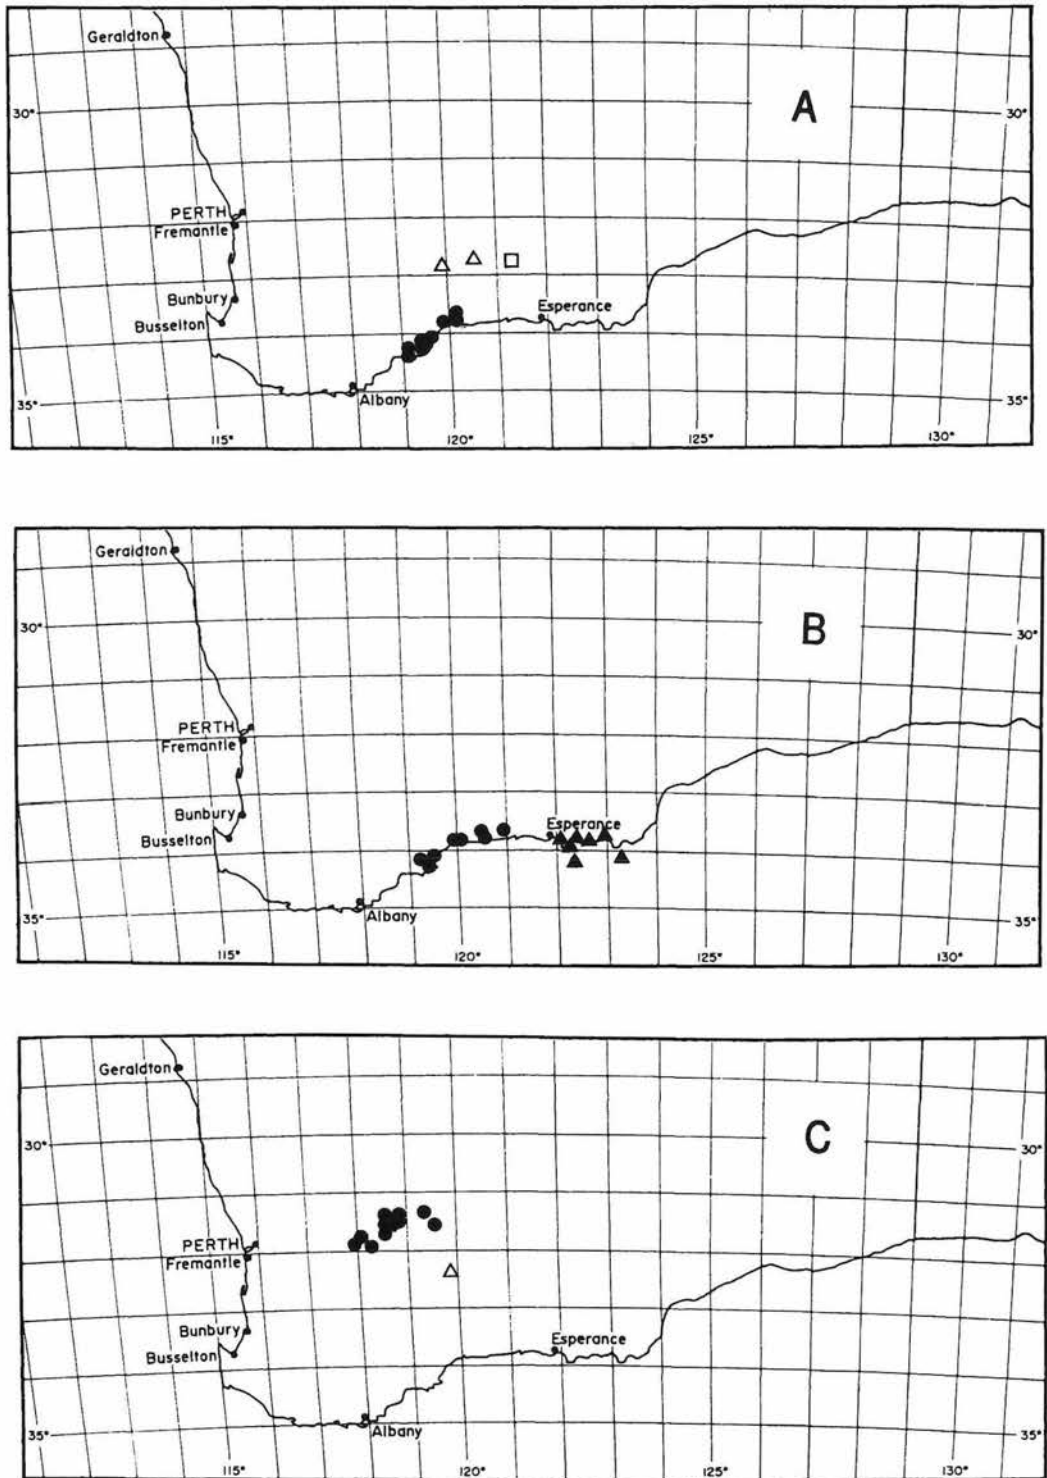 Geraldton
A
30°
30°
PERTH
Fremantle
Bunbury
Esperance
Busselton
35°
Albany
35°
115°
120°
125°
130°
Geraldton
B
30°
30°
PERTH
Fremantle
Bunbury
Esperance
Busselton
35°
Albany
35°
115°
120°
125°
130°
Geraldton
C
30°
30°
PERTH
Fremantle
Bunbury
Esperance
Busselton
35°
Albany
35°
115°
120°
125°
130°